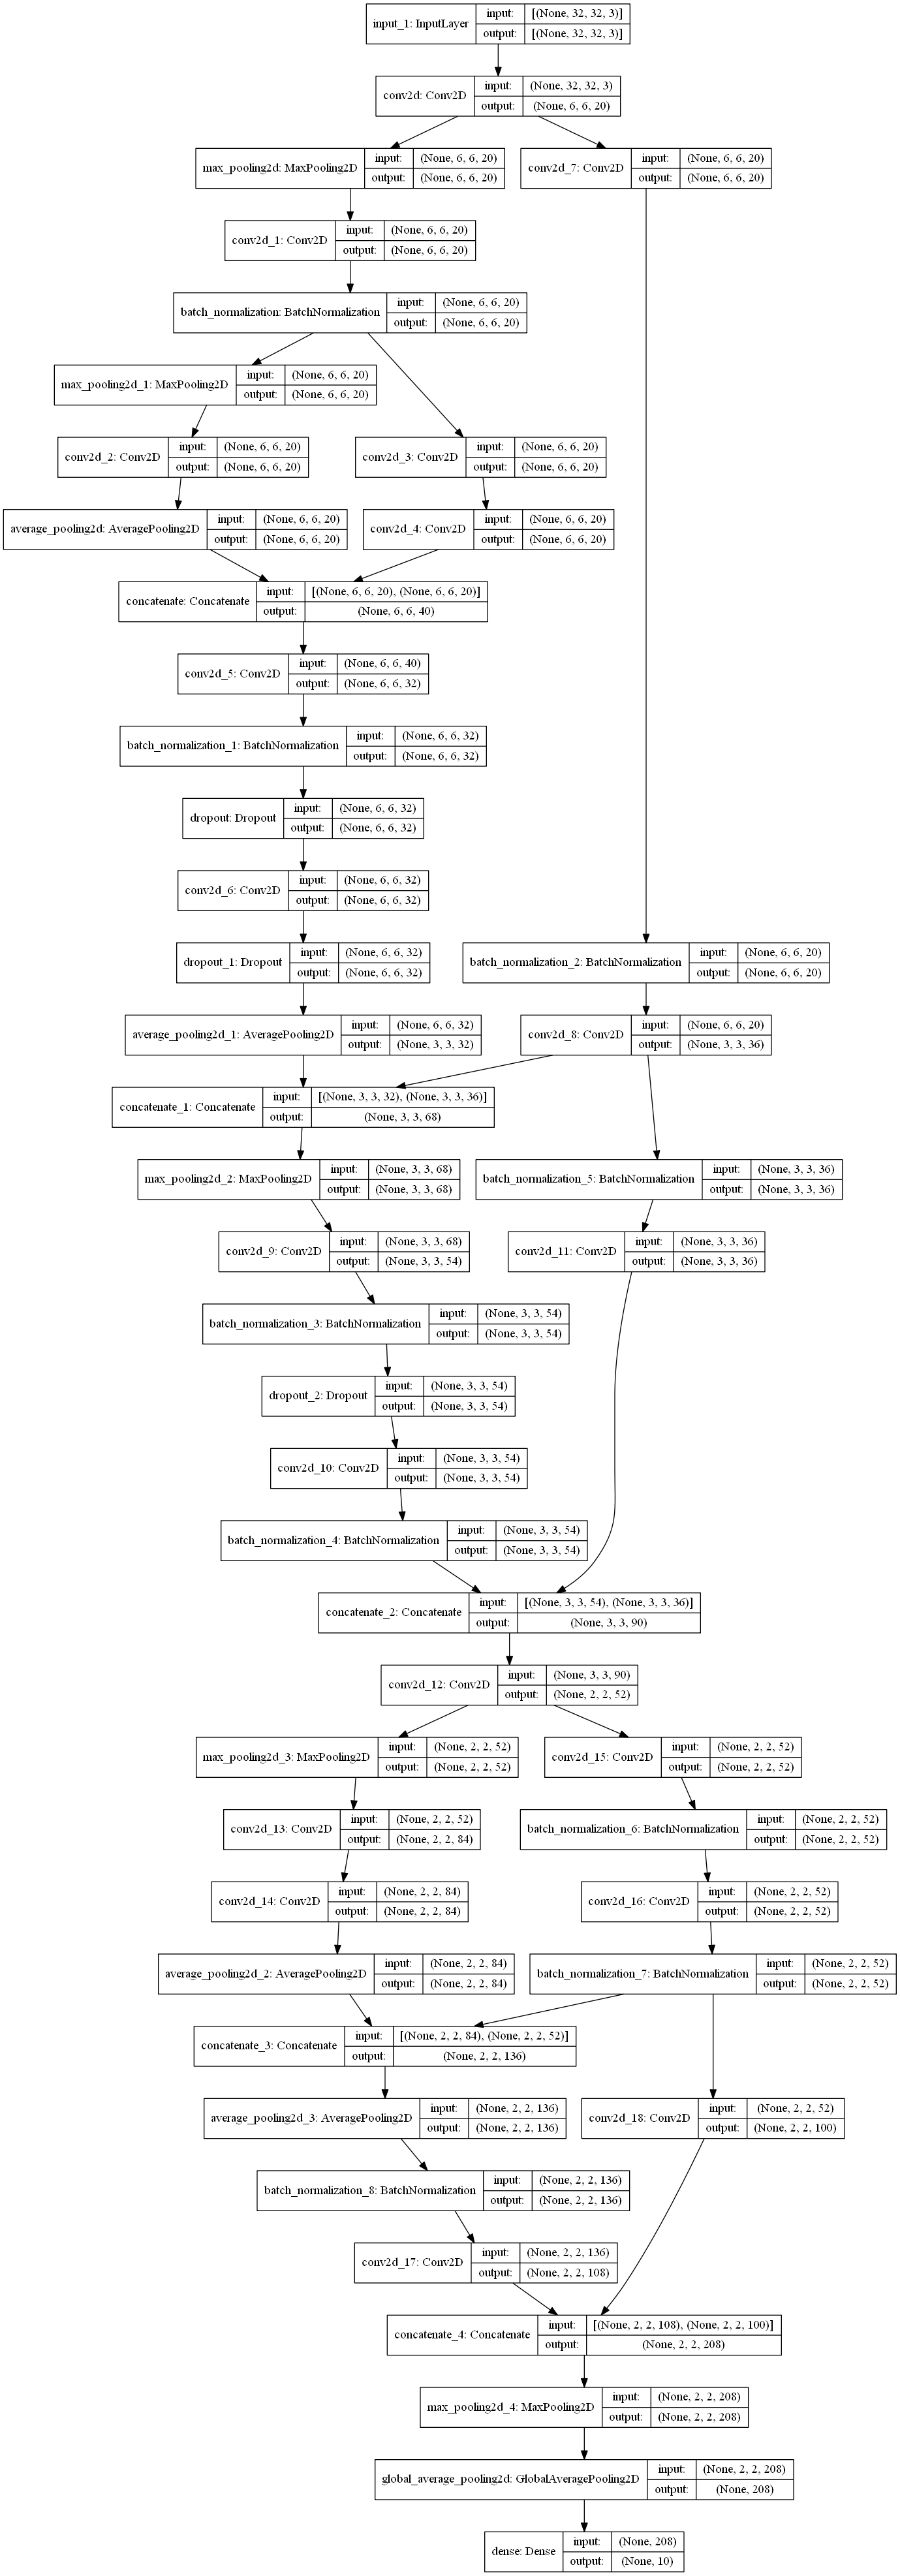 input_1: InputLayer
input: [(None, 32, 32, 3)]
output: [(None, 32, 32, 3)]
conv2d: Conv2D
input: (None, 32, 32, 3)
output: (None, 6, 6, 20)
max_pooling2d: MaxPooling2D
input: (None, 6, 6, 20)
output: (None, 6, 6, 20)
conv2d_7: Conv2D
input: (None, 6, 6, 20)
output: (None, 6, 6, 20)
conv2d_1: Conv2D
input: (None, 6, 6, 20)
output: (None, 6, 6, 20)
batch_normalization: BatchNormalization
input: (None, 6, 6, 20)
output: (None, 6, 6, 20)
max_pooling2d_1: MaxPooling2D
input: (None, 6, 6, 20)
output: (None, 6, 6, 20)
conv2d_2: Conv2D
input: (None, 6, 6, 20)
output: (None, 6, 6, 20)
conv2d_3: Conv2D
input: (None, 6, 6, 20)
output: (None, 6, 6, 20)
average_pooling2d: AveragePooling2D
input: (None, 6, 6, 20)
output: (None, 6, 6, 20)
conv2d_4: Conv2D
input: (None, 6, 6, 20)
output: (None, 6, 6, 20)
concatenate: Concatenate
input: [(None, 6, 6, 20), (None, 6, 6, 20)]
output: (None, 6, 6, 40)
conv2d_5: Conv2D
input: (None, 6, 6, 40)
output: (None, 6, 6, 32)
batch_normalization_1: BatchNormalization
input: (None, 6, 6, 32)
output: (None, 6, 6, 32)
dropout: Dropout
input: (None, 6, 6, 32)
output: (None, 6, 6, 32)
conv2d_6: Conv2D
input: (None, 6, 6, 32)
output: (None, 6, 6, 32)
dropout_1: Dropout
input: (None, 6, 6, 32)
output: (None, 6, 6, 32)
batch_normalization_2: BatchNormalization
input: (None, 6, 6, 20)
output: (None, 6, 6, 20)
average_pooling2d_1: AveragePooling2D
input: (None, 6, 6, 32)
output: (None, 3, 3, 32)
conv2d_8: Conv2D
input: (None, 6, 6, 20)
output: (None, 3, 3, 36)
concatenate_1: Concatenate
input: [(None, 3, 3, 32), (None, 3, 3, 36)]
output: (None, 3, 3, 68)
max_pooling2d_2: MaxPooling2D
input: (None, 3, 3, 68)
output: (None, 3, 3, 68)
batch_normalization_5: BatchNormalization
input: (None, 3, 3, 36)
output: (None, 3, 3, 36)
conv2d_9: Conv2D
input: (None, 3, 3, 68)
output: (None, 3, 3, 54)
conv2d_11: Conv2D
input: (None, 3, 3, 36)
output: (None, 3, 3, 36)
batch_normalization_3: BatchNormalization
input: (None, 3, 3, 54)
output: (None, 3, 3, 54)
dropout_2: Dropout
input: (None, 3, 3, 54)
output: (None, 3, 3, 54)
conv2d_10: Conv2D
input: (None, 3, 3, 54)
output: (None, 3, 3, 54)
batch_normalization_4: BatchNormalization
input: (None, 3, 3, 54)
output: (None, 3, 3, 54)
concatenate_2: Concatenate
input: [(None, 3, 3, 54), (None, 3, 3, 36)]
output: (None, 3, 3, 90)
conv2d_12: Conv2D
input: (None, 3, 3, 90)
output: (None, 2, 2, 52)
max_pooling2d_3: MaxPooling2D
input: (None, 2, 2, 52)
output: (None, 2, 2, 52)
conv2d_15: Conv2D
input: (None, 2, 2, 52)
output: (None, 2, 2, 52)
conv2d_13: Conv2D
input: (None, 2, 2, 52)
output: (None, 2, 2, 84)
batch_normalization_6: BatchNormalization
input: (None, 2, 2, 52)
output: (None, 2, 2, 52)
conv2d_14: Conv2D
input: (None, 2, 2, 84)
output: (None, 2, 2, 84)
conv2d_16: Conv2D
input: (None, 2, 2, 52)
output: (None, 2, 2, 52)
average_pooling2d_2: AveragePooling2D
input: (None, 2, 2, 84)
output: (None, 2, 2, 84)
batch_normalization_7: BatchNormalization
input: (None, 2, 2, 52)
output: (None, 2, 2, 52)
concatenate_3: Concatenate
input: [(None, 2, 2, 84), (None, 2, 2, 52)]
output: (None, 2, 2, 136)
average_pooling2d_3: AveragePooling2D
input: (None, 2, 2, 136)
output: (None, 2, 2, 136)
conv2d_18: Conv2D
input: (None, 2, 2, 52)
output: (None, 2, 2, 100)
batch_normalization_8: BatchNormalization
input: (None, 2, 2, 136)
output: (None, 2, 2, 136)
conv2d_17: Conv2D
input: (None, 2, 2, 136)
output: (None, 2, 2, 108)
concatenate_4: Concatenate
input: [(None, 2, 2, 108), (None, 2, 2, 100)]
output: (None, 2, 2, 208)
max_pooling2d_4: MaxPooling2D
input: (None, 2, 2, 208)
output: (None, 2, 2, 208)
global_average_pooling2d: GlobalAveragePooling2D
input: (None, 2, 2, 208)
output: (None, 208)
dense: Dense
input: (None, 208)
output: (None, 10)